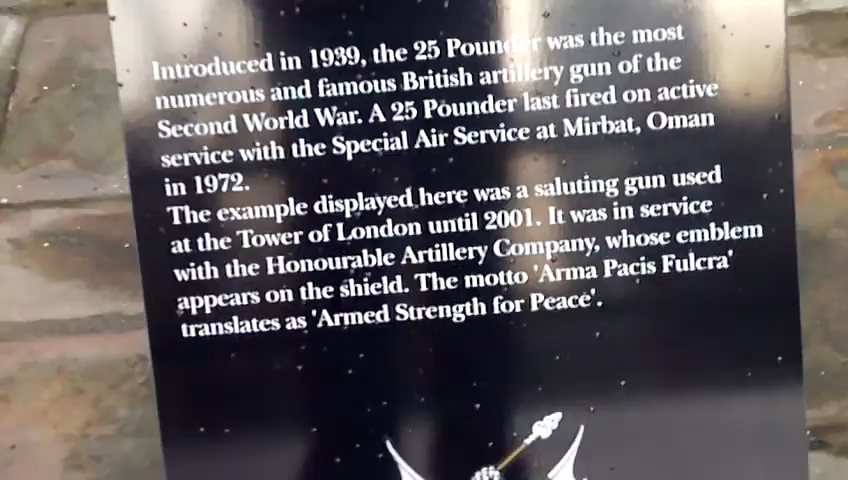 Introduced in 1939, the 25 Pounder was the most
numerous and famous British artillery gun of the
Second World War. A 25 Pounder last fired on active
service with the Special Air Service at Mirbat, Oman
in 1972.
The example displayed here was a saluting gun used
at the Tower of London until 2001. It was in service
with the Honourable Artillery Company, whose emblem
appears on the shield. The motto 'Arma Pacis Fulcra'
translates as 'Armed Strength for Peace'.